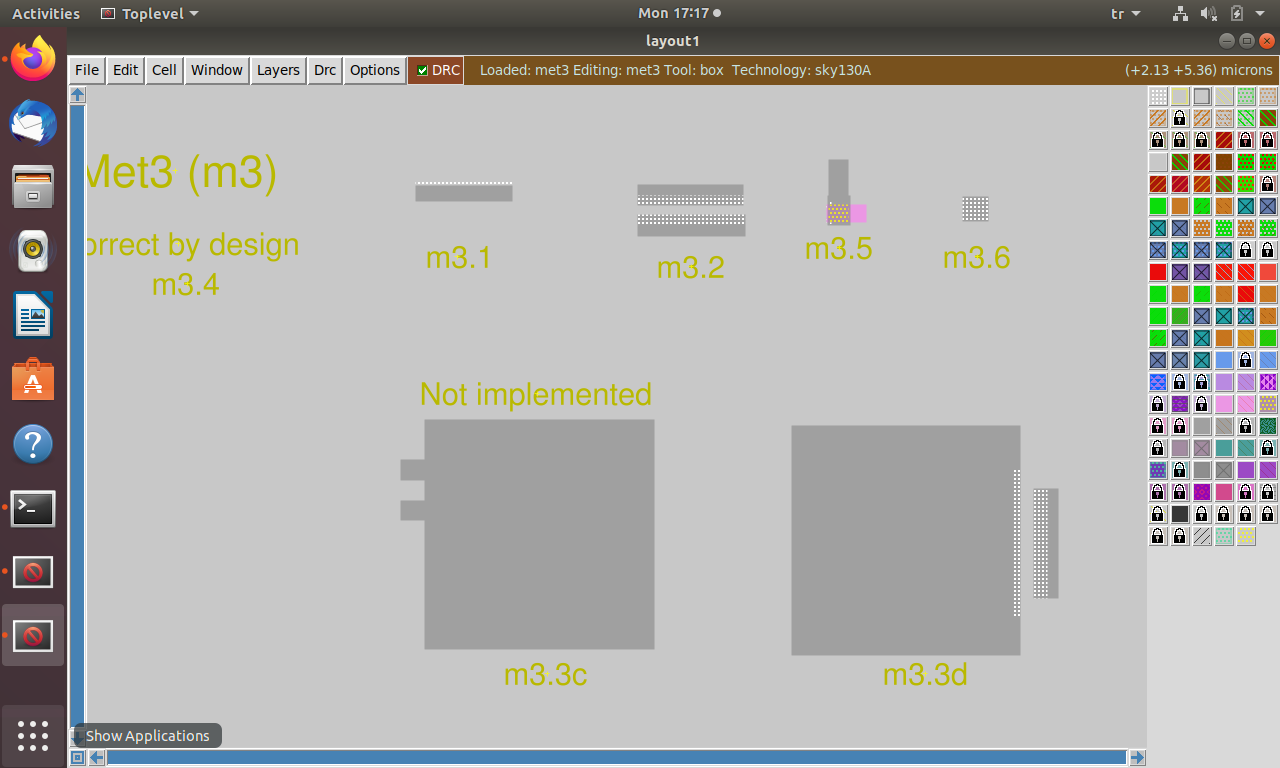 Activities Toplevel Mon 17:17 tr
layout1
File Edit Cell Window Layers Drc Options DRC Loaded: met3 Editing: met3 Tool: box Technology: sky130A (+2.13 +5.36) microns
Met3 (m3)
orrect by design
m3.4
m3.1
m3.2
m3.5
m3.6
Not implemented
m3.3c
m3.3d
Show Applications